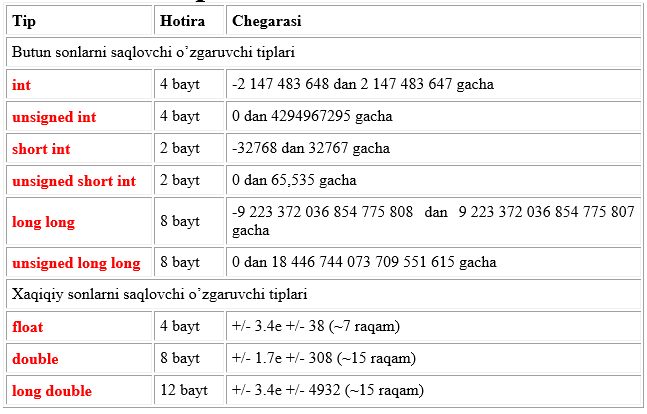 Tip Hotira Chegarasi
Butun sonlarni saqlovchi o’zgaruvchi tiplari
int 4 bayt -2 147 483 648 dan 2 147 483 647 gacha
unsigned int 4 bayt 0 dan 4294967295 gacha
short int 2 bayt -32768 dan 32767 gacha
unsigned short int 2 bayt 0 dan 65,535 gacha
long long 8 bayt -9 223 372 036 854 775 808 dan 9 223 372 036 854 775 807
gacha
unsigned long long 8 bayt 0 dan 18 446 744 073 709 551 615 gacha
Xaqiqiy sonlarni saqlovchi o’zgaruvchi tiplari
float 4 bayt +/- 3.4e +/- 38 (~7 raqam)
double 8 bayt +/- 1.7e +/- 308 (~15 raqam)
long double 12 bayt +/- 3.4e +/- 4932 (~15 raqam)